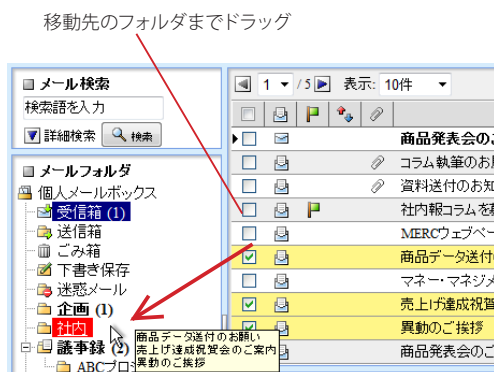 移動先のフォルダまでドラッグ
メール検索
検索語を入力
詳細検索 検索
メールフォルダ
個人メールボックス
受信箱 (1)
送信箱
ごみ箱
下書き保存
迷惑メール
企画 (1)
社内
議事録 (2)
ABCプロ
1 /5 表示: 10件
商品発表会の
コラム執筆のお
資料送付のお知
社内報コラムを
MERCウェブペー
商品データ送付
マネー・マネジメ
売上げ達成祝賀
異動のご挨拶
商品発表会のご
商品データ送付のお願い
売上げ達成祝賀会のご案内
異動のご挨拶